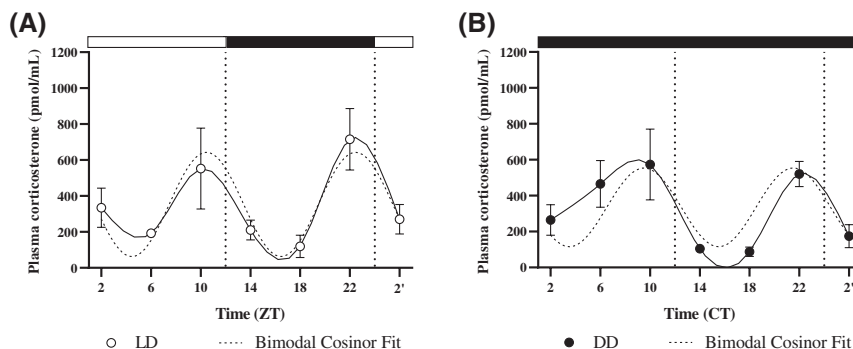 (A)
1200
1000
800
600
400
200
0
Plasma corticosterone (pmol/mL)
2 6 10 14 18 22 2'
Time (ZT)
LD Bimodal Cosinor Fit
(B)
1200
1000
800
600
400
200
0
Plasma corticosterone (pmol/mL)
2 6 10 14 18 22 2'
Time (CT)
DD Bimodal Cosinor Fit